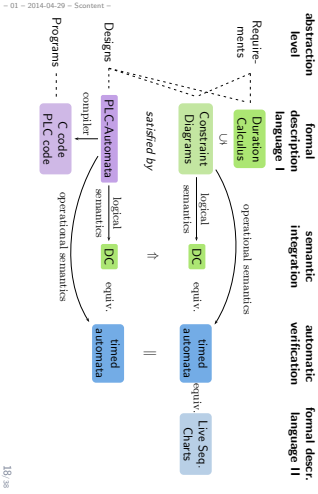 – 01 – 2014-04-29 – Scontent –
abstraction
level
formal
description
language I
semantic
integration
automatic
verification
formal descr.
language II
Require-
ments
Duration
Calculus
⊂
Constraint
Diagrams
operational semantics
logical
semantics
DC
equiv.
timed
automata
equiv.
Live Seq.
Charts
satisfied by
⇑
||
Designs
PLC-Automata
logical
semantics
DC
equiv.
timed
automata
operational semantics
compiler
Programs
C code
PLC code
18/38